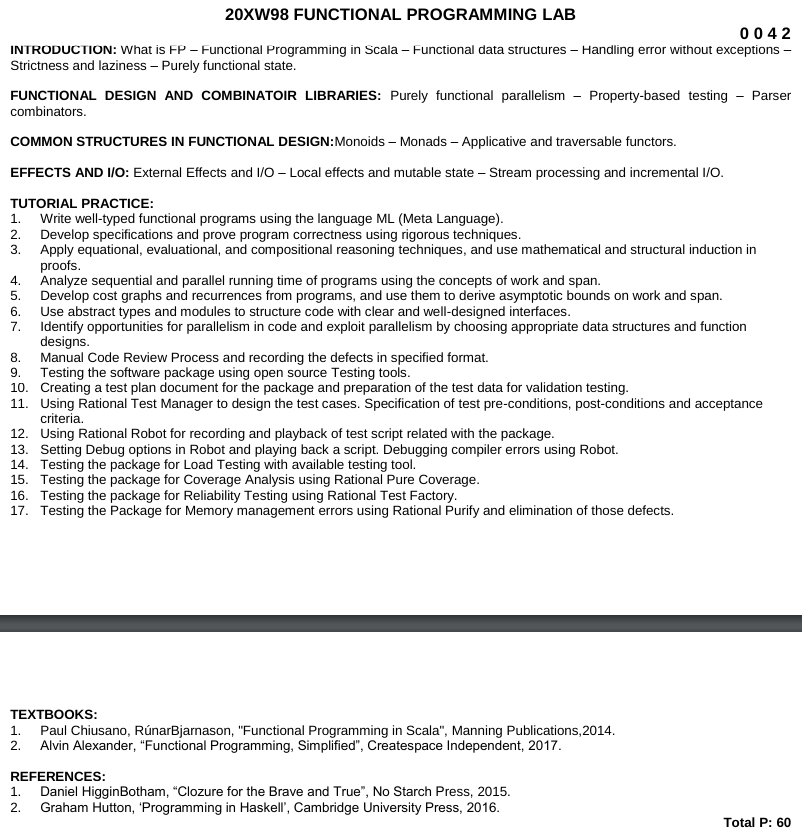 20XW98 FUNCTIONAL PROGRAMMING LAB
0 0 4 2
INTRODUCTION: What is FP – Functional Programming in Scala – Functional data structures – Handling error without exceptions –
Strictness and laziness – Purely functional state.
FUNCTIONAL DESIGN AND COMBINATOIR LIBRARIES: Purely functional parallelism – Property-based testing – Parser
combinators.
COMMON STRUCTURES IN FUNCTIONAL DESIGN:Monoids – Monads – Applicative and traversable functors.
EFFECTS AND I/O: External Effects and I/O – Local effects and mutable state – Stream processing and incremental I/O.
TUTORIAL PRACTICE:
1. Write well-typed functional programs using the language ML (Meta Language).
2. Develop specifications and prove program correctness using rigorous techniques.
3. Apply equational, evaluational, and compositional reasoning techniques, and use mathematical and structural induction in
proofs.
4. Analyze sequential and parallel running time of programs using the concepts of work and span.
5. Develop cost graphs and recurrences from programs, and use them to derive asymptotic bounds on work and span.
6. Use abstract types and modules to structure code with clear and well-designed interfaces.
7. Identify opportunities for parallelism in code and exploit parallelism by choosing appropriate data structures and function
designs.
8. Manual Code Review Process and recording the defects in specified format.
9. Testing the software package using open source Testing tools.
10. Creating a test plan document for the package and preparation of the test data for validation testing.
11. Using Rational Test Manager to design the test cases. Specification of test pre-conditions, post-conditions and acceptance
criteria.
12. Using Rational Robot for recording and playback of test script related with the package.
13. Setting Debug options in Robot and playing back a script. Debugging compiler errors using Robot.
14. Testing the package for Load Testing with available testing tool.
15. Testing the package for Coverage Analysis using Rational Pure Coverage.
16. Testing the package for Reliability Testing using Rational Test Factory.
17. Testing the Package for Memory management errors using Rational Purify and elimination of those defects.
TEXTBOOKS:
1. Paul Chiusano, RúnarBjarnason, "Functional Programming in Scala", Manning Publications,2014.
2. Alvin Alexander, “Functional Programming, Simplified”, Createspace Independent, 2017.
REFERENCES:
1. Daniel HigginBotham, “Clozure for the Brave and True”, No Starch Press, 2015.
2. Graham Hutton, ‘Programming in Haskell’, Cambridge University Press, 2016.
Total P: 60